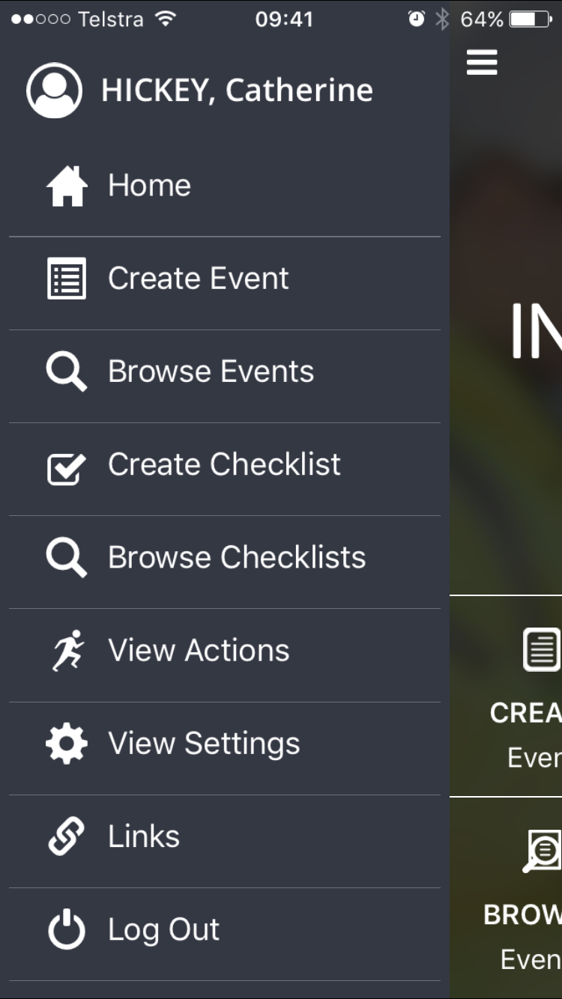 Telstra 09:41 64%
HICKEY, Catherine
Home
Create Event
Browse Events
Create Checklist
Browse Checklists
View Actions
View Settings
Links
Log Out
IN
CREA
Even
BROW
Even